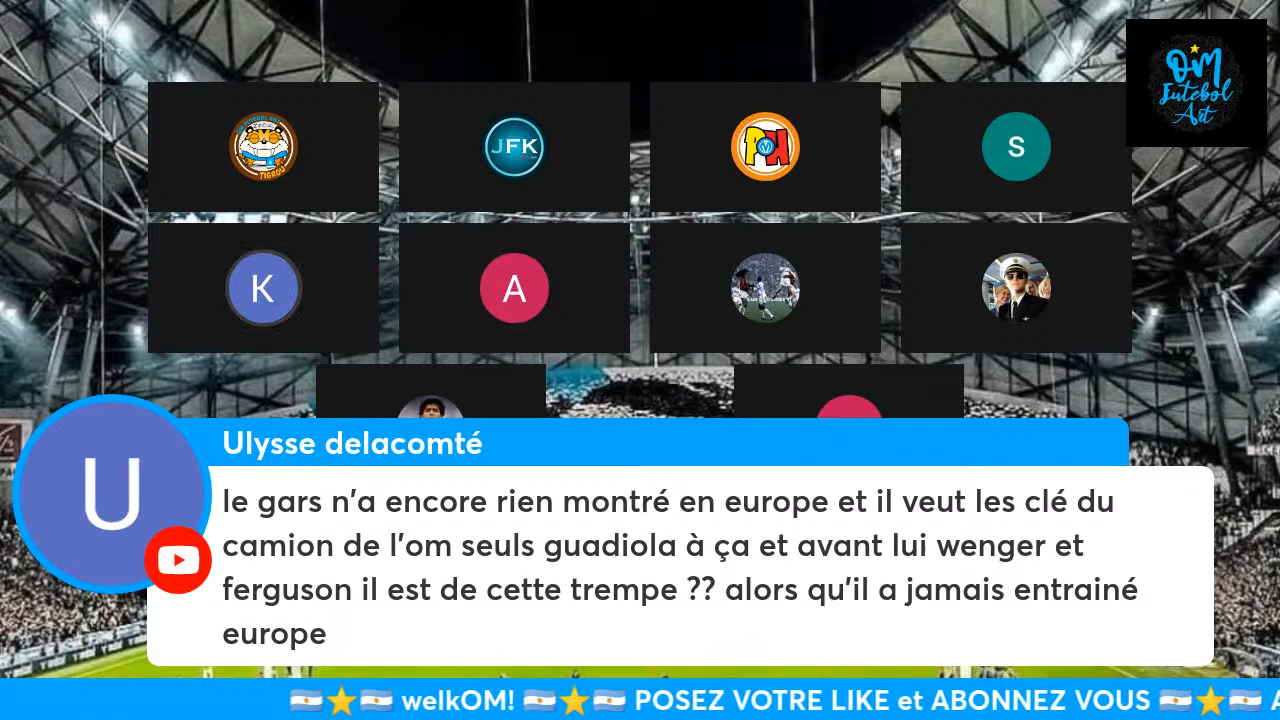 OM
Futebol
Art
TIGROU
JFK
PH
S
K
A
U
Ulysse delacomté
le gars n'a encore rien montré en europe et il veut les clé du
camion de l'om seuls guadiola à ça et avant lui wenger et
ferguson il est de cette trempe ?? alors qu'il a jamais entrainé
europe
🇦🇷⭐🇦🇷 welkOM! 🇦🇷⭐🇦🇷 POSEZ VOTRE LIKE et ABONNEZ VOUS 🇦🇷⭐🇦🇷 A